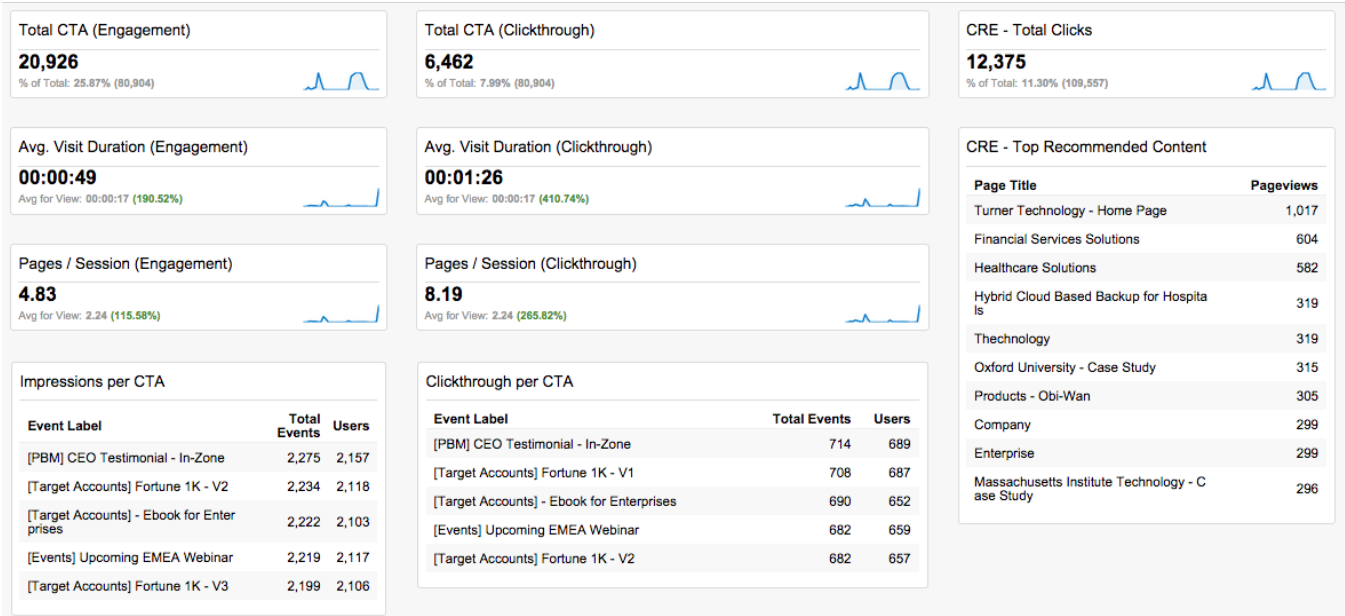 Total CTA (Engagement)
20,926
% of Total: 25.87% (80,904)
Total CTA (Clickthrough)
6,462
% of Total: 7.99% (80,904)
CRE - Total Clicks
12,375
% of Total: 11.30% (109,557)
Avg. Visit Duration (Engagement)
00:00:49
Avg for View: 00:00:17 (190.52%)
Avg. Visit Duration (Clickthrough)
00:01:26
Avg for View: 00:00:17 (410.74%)
Pages / Session (Engagement)
4.83
Avg for View: 2.24 (115.58%)
Pages / Session (Clickthrough)
8.19
Avg for View: 2.24 (265.82%)
CRE - Top Recommended Content
Page Title Pageviews
Turner Technology - Home Page 1,017
Financial Services Solutions 604
Healthcare Solutions 582
Hybrid Cloud Based Backup for Hospita
ls 319
Thechnology 319
Oxford University - Case Study 315
Products - Obi-Wan 305
Company 299
Enterprise 299
Massachusetts Institute Technology - C
ase Study 296
Impressions per CTA
Event Label Total
Events Users
[PBM] CEO Testimonial - In-Zone 2,275 2,157
[Target Accounts] Fortune 1K - V2 2,234 2,118
[Target Accounts] - Ebook for Enter
prises 2,222 2,103
[Events] Upcoming EMEA Webinar 2,219 2,117
[Target Accounts] Fortune 1K - V3 2,199 2,106
Clickthrough per CTA
Event Label Total Events Users
[PBM] CEO Testimonial - In-Zone 714 689
[Target Accounts] Fortune 1K - V1 708 687
[Target Accounts] - Ebook for Enterprises 690 652
[Events] Upcoming EMEA Webinar 682 659
[Target Accounts] Fortune 1K - V2 682 657